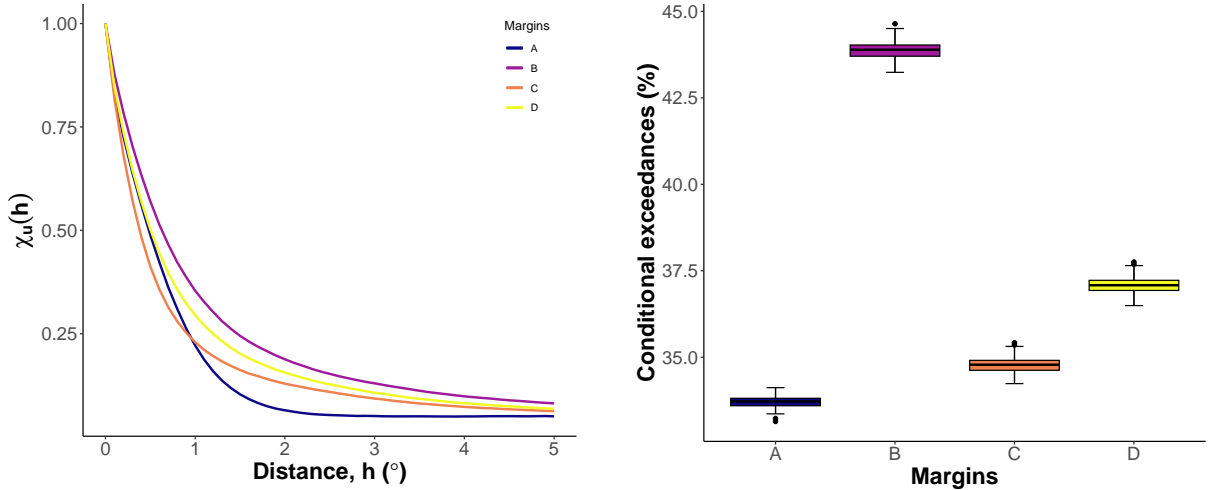 χu(h)
1.00
0.75
0.50
0.25
0 1 2 3 4 5
Distance, h (°)
Margins
A
B
C
D
Conditional exceedances (%)
45.0
42.5
40.0
37.5
35.0
A B C D
Margins